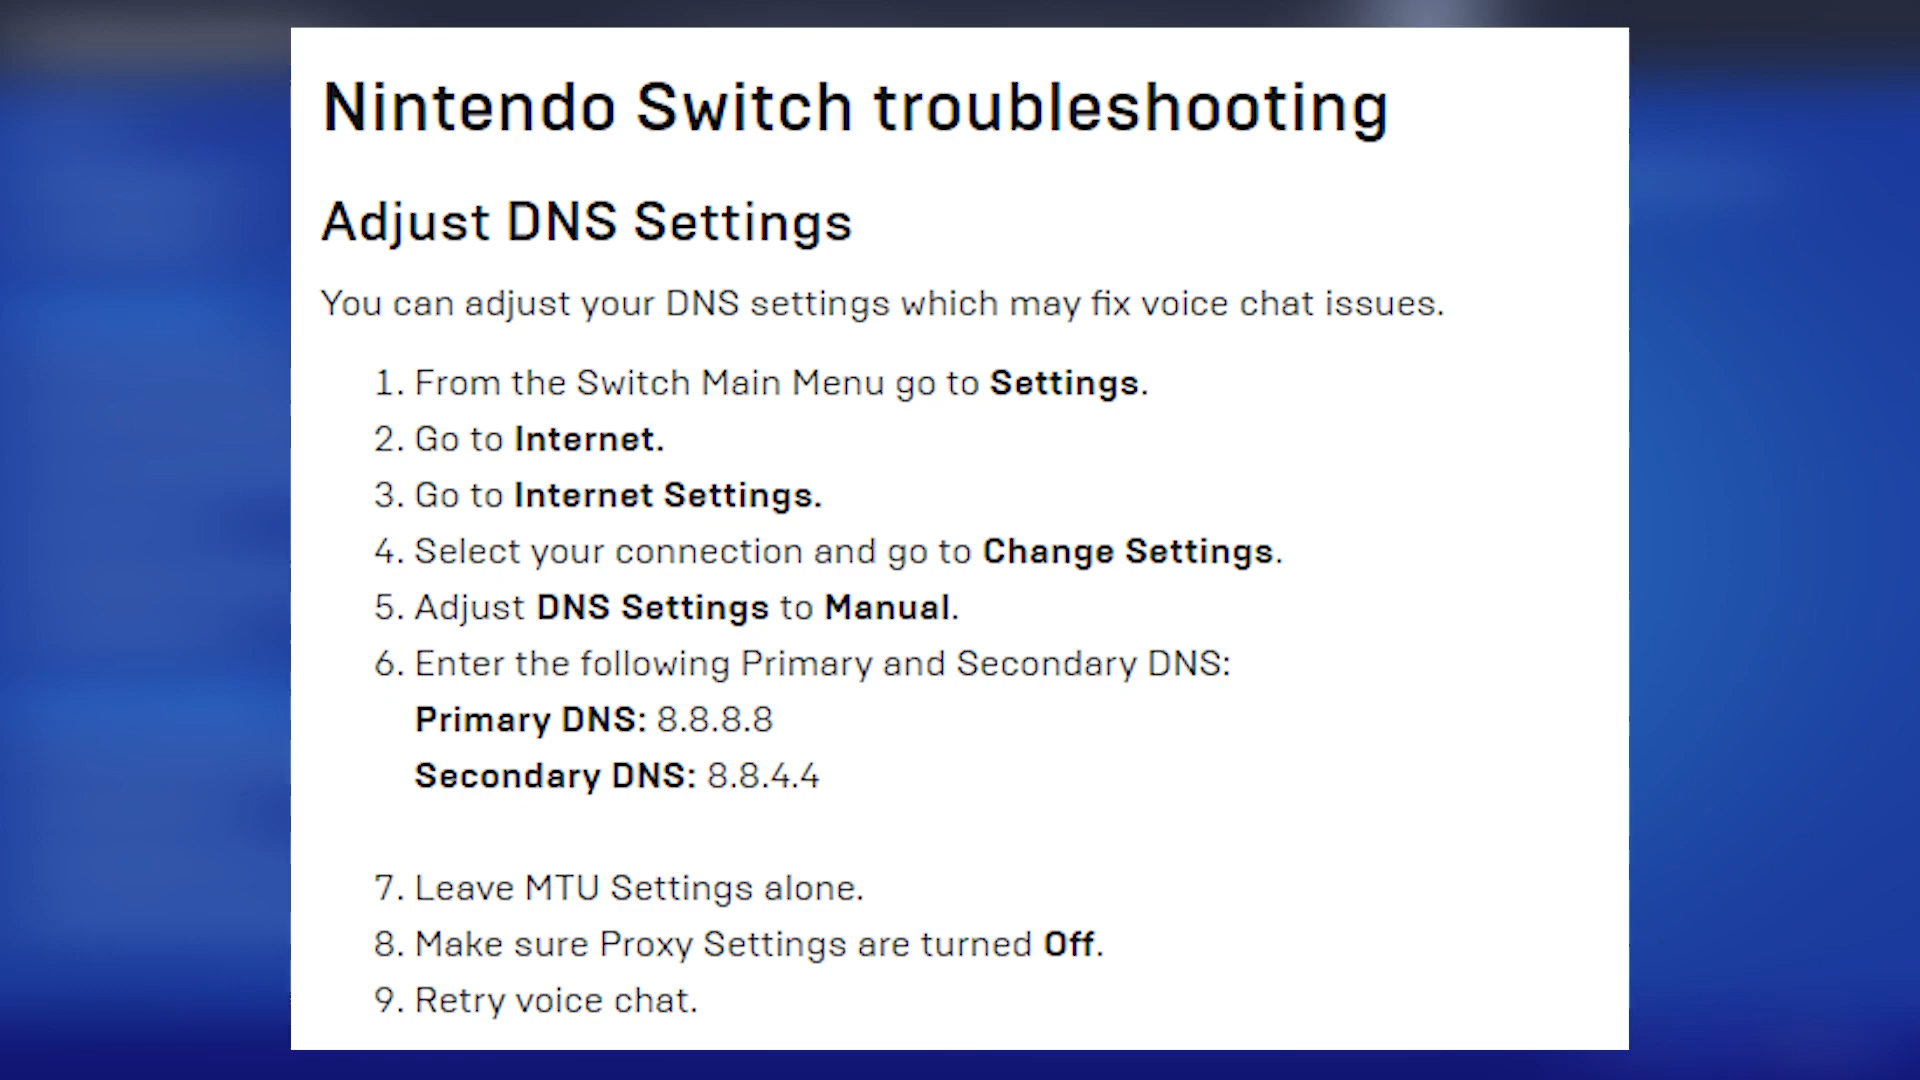 Nintendo Switch troubleshooting
Adjust DNS Settings
You can adjust your DNS settings which may fix voice chat issues.
1. From the Switch Main Menu go to Settings.
2. Go to Internet.
3. Go to Internet Settings.
4. Select your connection and go to Change Settings.
5. Adjust DNS Settings to Manual.
6. Enter the following Primary and Secondary DNS:
Primary DNS: 8.8.8.8
Secondary DNS: 8.8.4.4
7. Leave MTU Settings alone.
8. Make sure Proxy Settings are turned Off.
9. Retry voice chat.